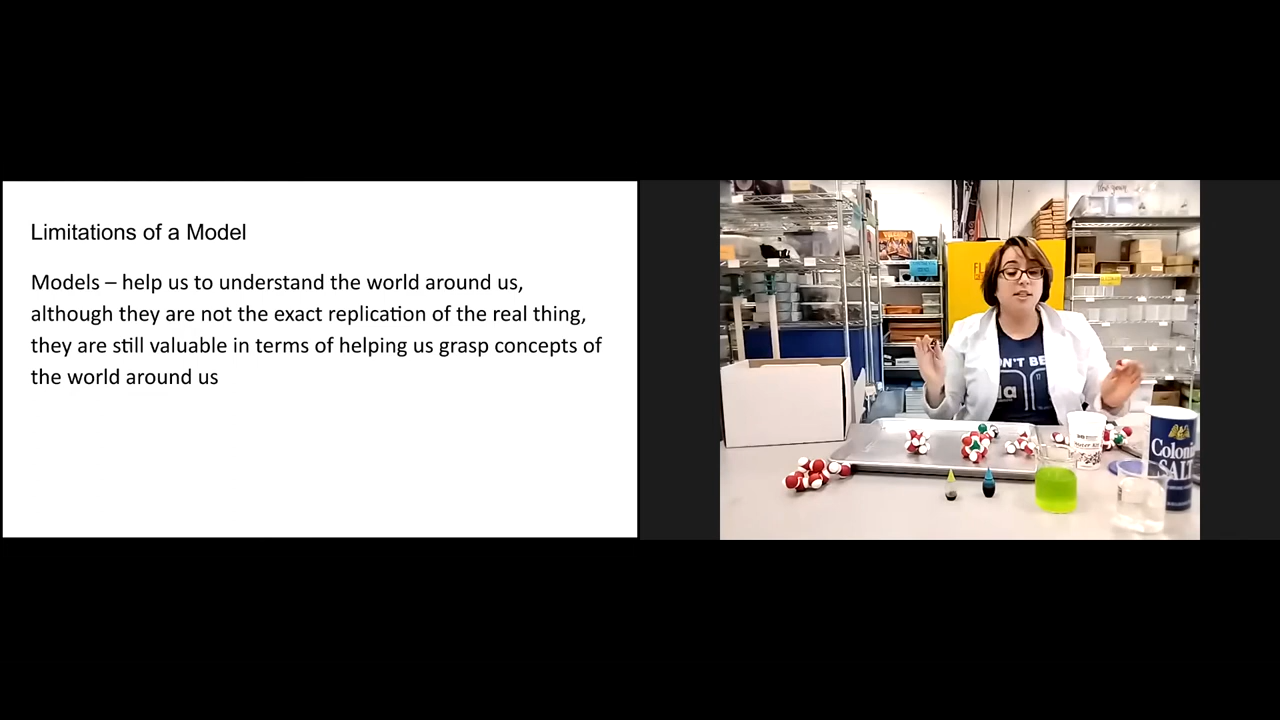 Limitations of a Model
Models – help us to understand the world around us,
although they are not the exact replication of the real thing,
they are still valuable in terms of helping us grasp concepts of
the world around us
ON'T BE
SALT